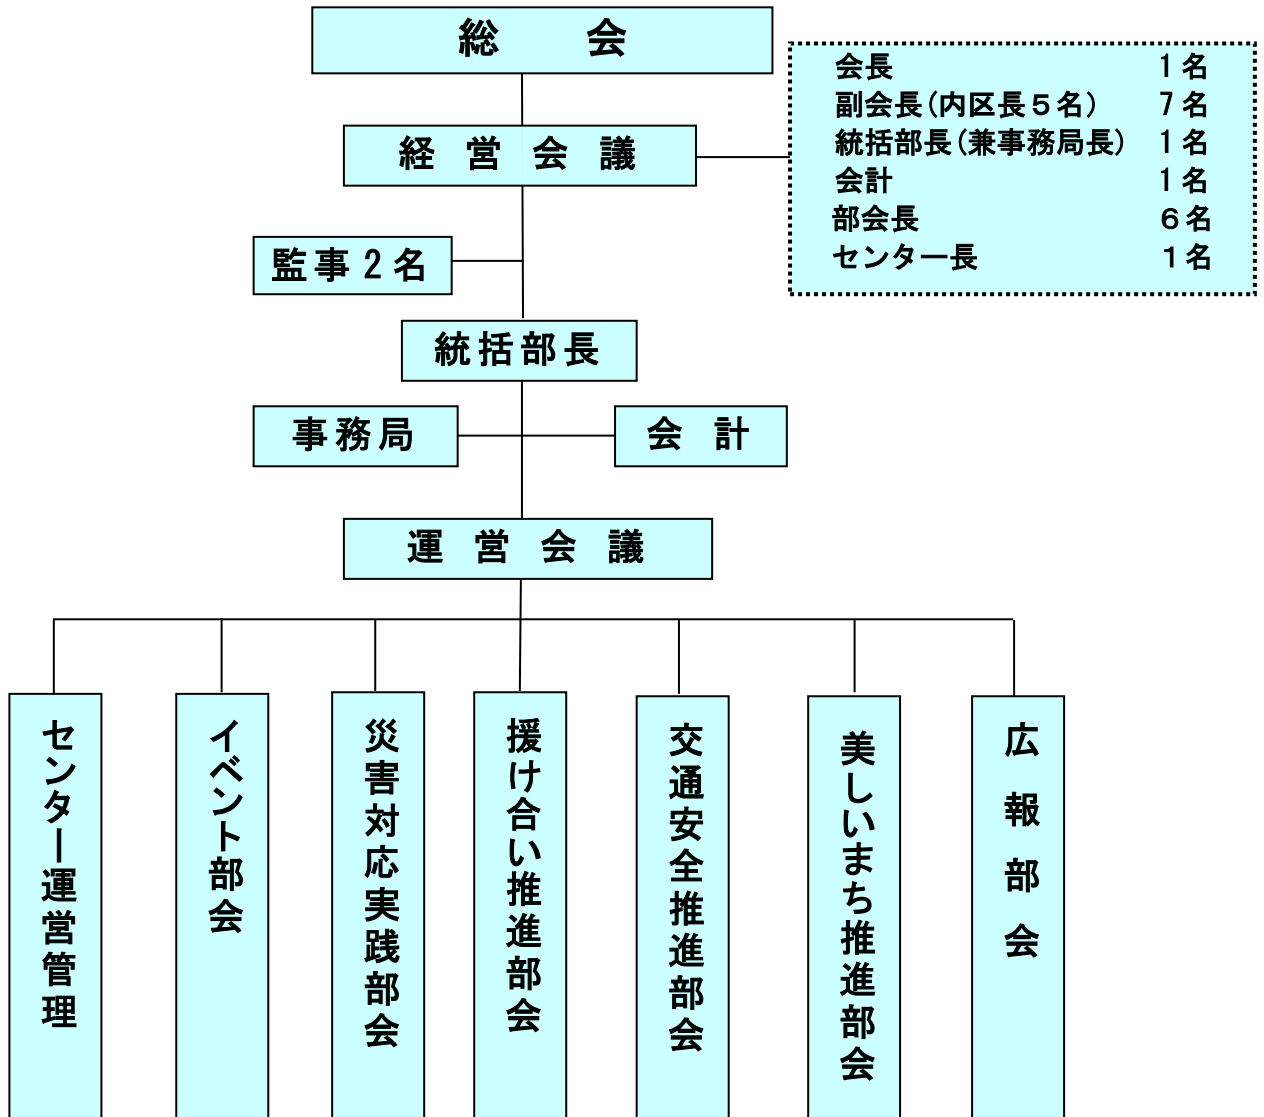 総　会
経営会議
会長　1名
副会長(内区長５名)　7名
統括部長(兼事務局長)　1名
会計　1名
部会長　６名
センター長　１名
監事2名
統括部長
事務局
会計
運営会議
センター運営管理
イベント部会
災害対応実践部会
援け合い推進部会
交通安全推進部会
美しいまち推進部会
広報部会